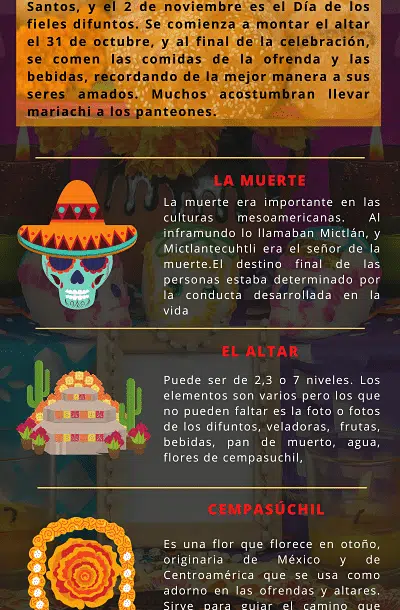 Santos, y el 2 de noviembre es el Día de los
fieles difuntos. Se comienza a montar el altar
el 31 de octubre, y al final de la celebración,
se comen las comidas de la ofrenda y las
bebidas, recordando de la mejor manera a sus
seres amados. Muchos acostumbran llevar
mariachi a los panteones.
LA MUERTE
La muerte era importante en las
culturas mesoamericanas. Al
inframundo lo llamaban Mictlán, y
Mictlantecuhtli era el señor de la
muerte.El destino final de las
personas estaba determinado por
la conducta desarrollada en la
vida
EL ALTAR
Puede ser de 2,3 o 7 niveles. Los
elementos son varios pero los que
no pueden faltar es la foto o fotos
de los difuntos, veladoras, frutas,
bebidas, pan de muerto, agua,
flores de cempasuchil,
CEMPASÚCHIL
Es una flor que florece en otoño,
originaria de México y de
Centroamérica que se usa como
adorno en las ofrendas y altares.
Sirve para guiar el camino que